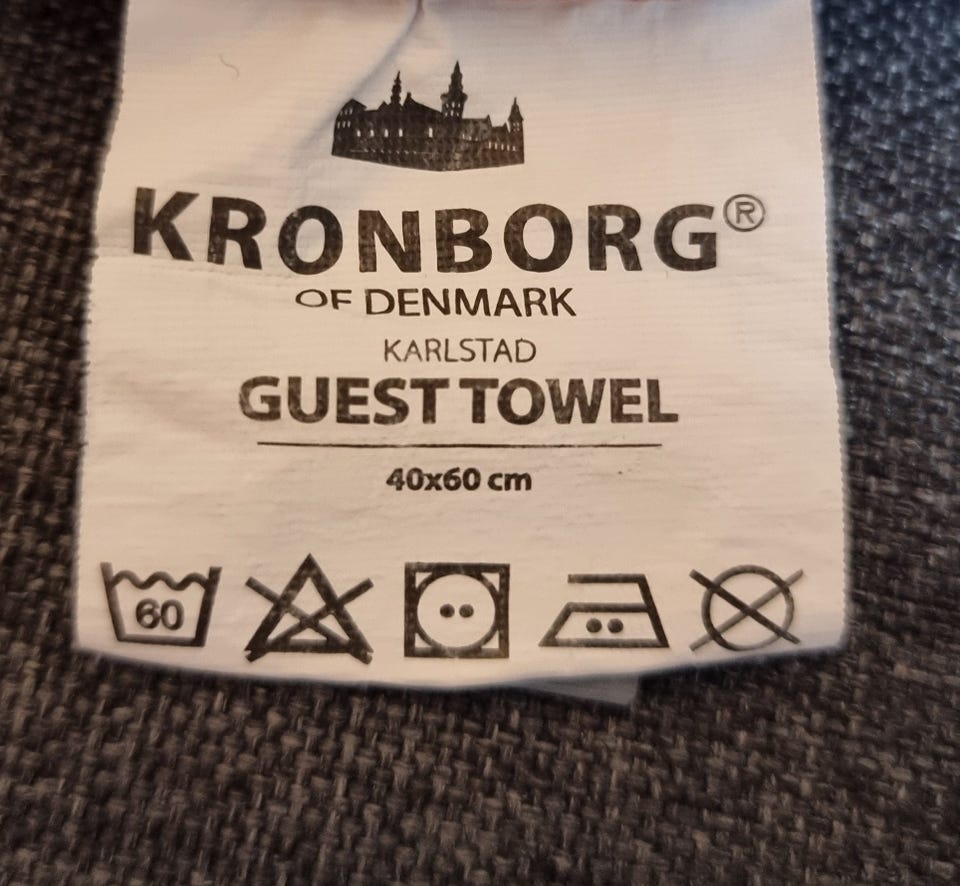 KRONBORG®
OF DENMARK
KARLSTAD
GUEST TOWEL
40x60 cm
60